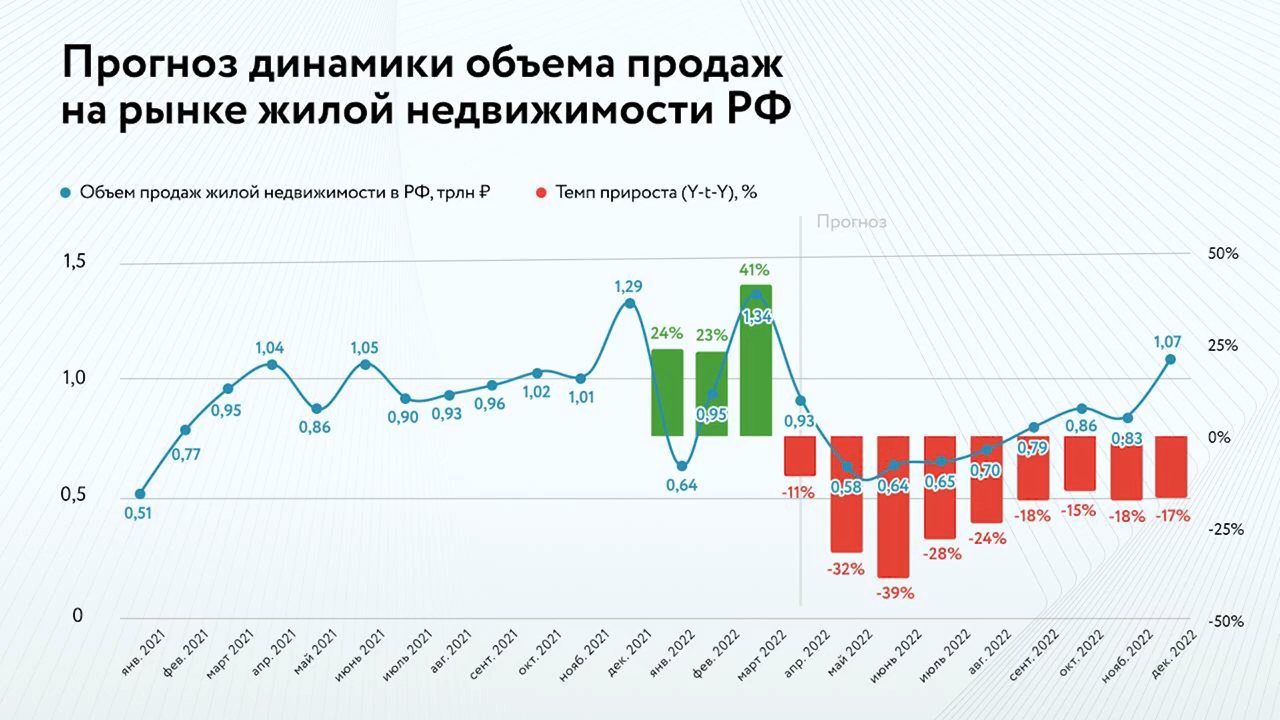 Прогноз динамики объема продаж
на рынке жилой недвижимости РФ
Объем продаж жилой недвижимости в РФ, трлн ₽
Темп прироста (Y-t-Y), %
Прогноз
1,5
1,0
0,5
0
50%
25%
0%
-25%
-50%
0,51
0,77
0,95
1,04
0,86
1,05
0,90
0,93
0,96
1,02
1,01
1,29
0,64
0,95
1,34
0,93
0,58
0,64
0,65
0,70
0,79
0,86
0,83
1,07
24%
23%
41%
-11%
-32%
-39%
-28%
-24%
-18%
-15%
-18%
-17%
янв. 2021
фев. 2021
март 2021
апр. 2021
май 2021
июнь 2021
июль 2021
авг. 2021
сент. 2021
окт. 2021
нояб. 2021
дек. 2021
янв. 2022
фев. 2022
март 2022
апр. 2022
май 2022
июнь 2022
июль 2022
авг. 2022
сент. 2022
окт. 2022
нояб. 2022
дек. 2022